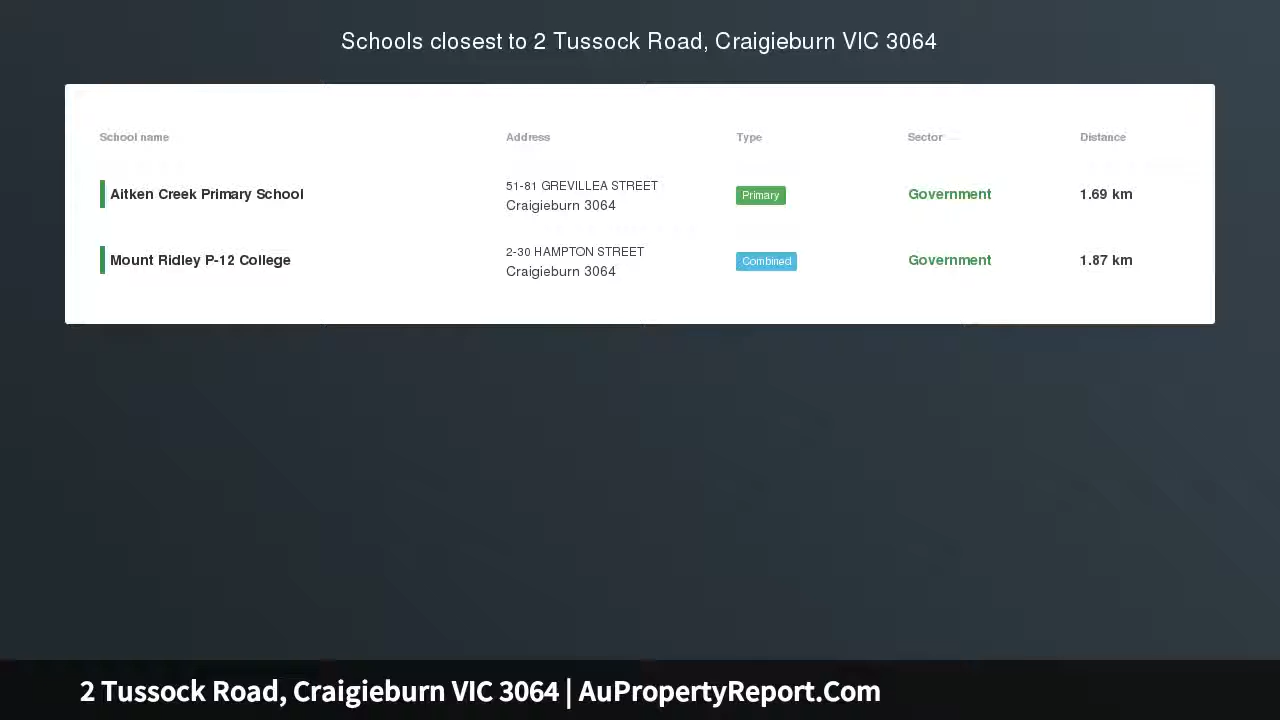 Schools closest to 2 Tussock Road, Craigieburn VIC 3064
School name Address Type Sector Distance
Aitken Creek Primary School 51-81 GREVILLEA STREET Primary Government 1.69 km
Craigieburn 3064
Mount Ridley P-12 College 2-30 HAMPTON STREET Combined Government 1.87 km
Craigieburn 3064
2 Tussock Road, Craigieburn VIC 3064 | AuPropertyReport.Com